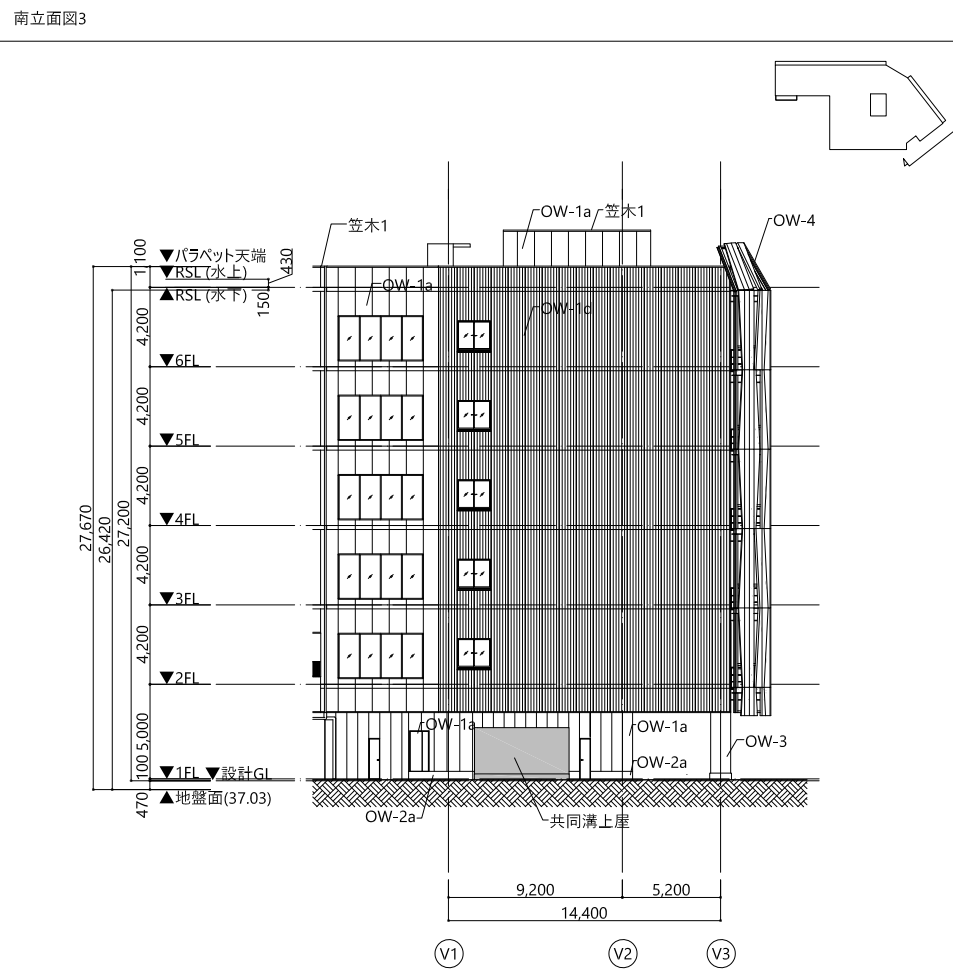 南立面図3
OW-1a
笠木1
OW-4
笠木1
1,100
▼パラペット天端
430
▼RSL (水上)
OW-1a
▲RSL (水下)
150
OW-1d
4,200
▼6FL
4,200
▼5FL
4,200
27,670
26,420
27,200
▼4FL
4,200
▼3FL
4,200
▼2FL
5,000
OW-1a
OW-1a
OW-3
OW-2a
100
▼1FL
▼設計GL
470
▲地盤面(37.03)
OW-2a
共同溝上屋
9,200
5,200
14,400
V1
V2
V3